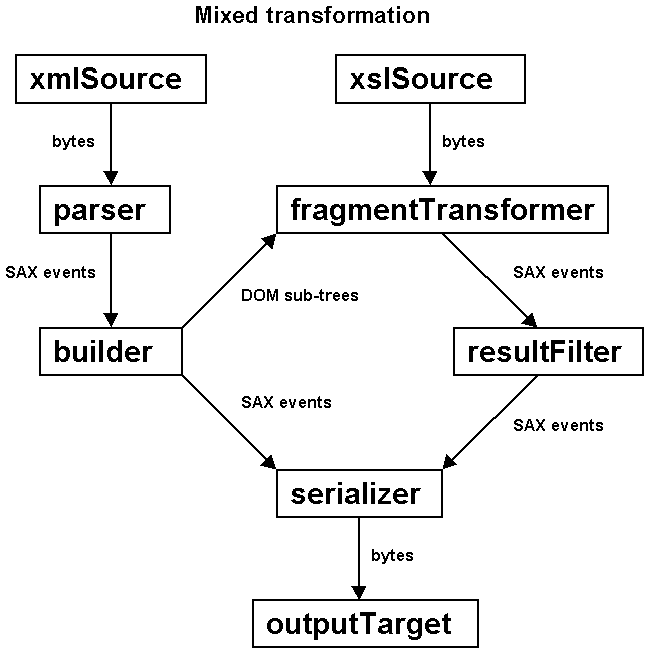 Mixed transformation
xmlSource
xslSource
bytes
bytes
parser
fragmentTransformer
SAX events
SAX events
DOM sub-trees
builder
resultFilter
SAX events
SAX events
serializer
bytes
outputTarget